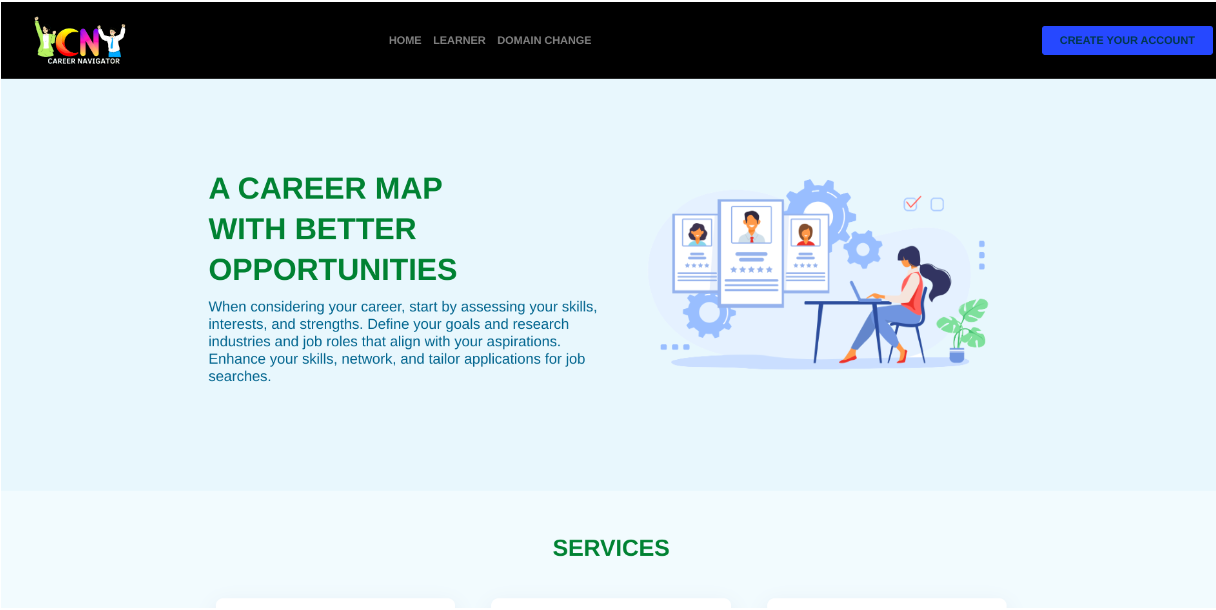 CN
CAREER NAVIGATOR
HOME LEARNER DOMAIN CHANGE
CREATE YOUR ACCOUNT
A CAREER MAP
WITH BETTER
OPPORTUNITIES
When considering your career, start by assessing your skills,
interests, and strengths. Define your goals and research
industries and job roles that align with your aspirations.
Enhance your skills, network, and tailor applications for job
searches.
SERVICES